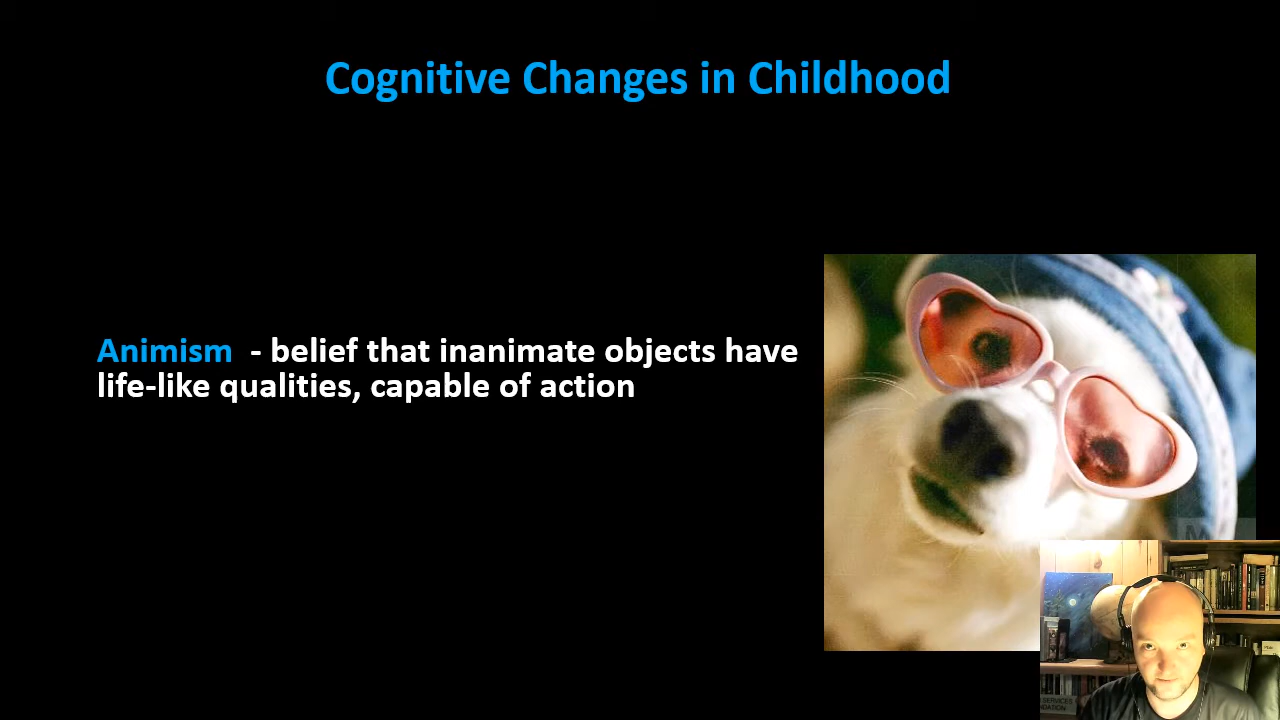 Cognitive Changes in Childhood
Animism - belief that inanimate objects have
life-like qualities, capable of action